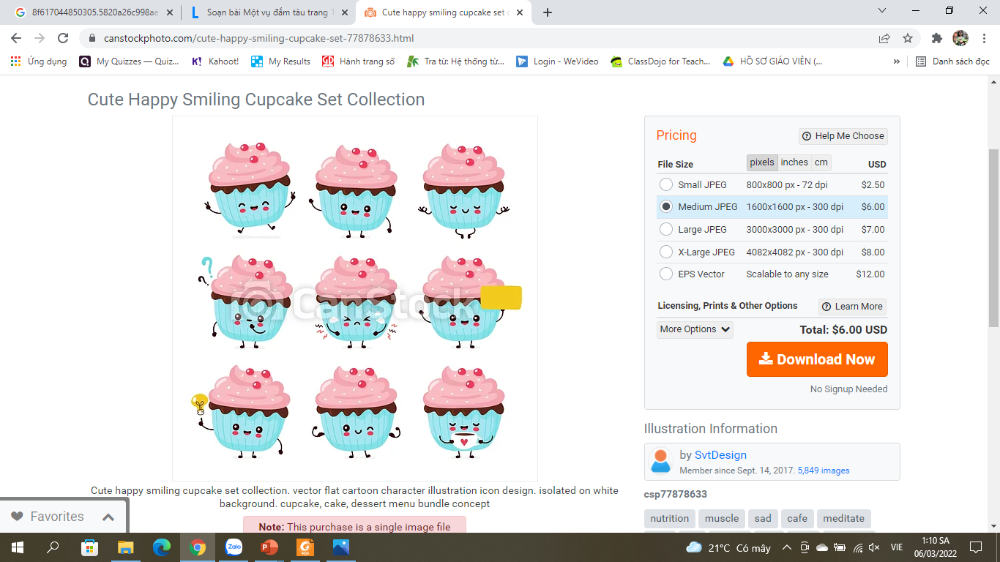 8f617044850305.5820a26c998ae
Soạn bài Một vụ đắm tàu trang 1
Cute happy smiling cupcake set c
canstockphoto.com/cute-happy-smiling-cupcake-set-77878633.html
Ứng dụng
My Quizzes — Quiz...
Kahoot!
My Results
Hành trang số
Tra từ: Hệ thống từ...
Login - WeVideo
ClassDojo for Teach...
HỒ SƠ GIÁO VIÊN (...
»
Danh sách đọc
Cute Happy Smiling Cupcake Set Collection
CanStock
Cute happy smiling cupcake set collection. vector flat cartoon character illustration icon design. isolated on white
background. cupcake, cake, dessert menu bundle concept
Note: This purchase is a single image file
Pricing
Help Me Choose
File Size pixels inches cm USD
Small JPEG 800x800 px - 72 dpi $2.50
Medium JPEG 1600x1600 px - 300 dpi $6.00
Large JPEG 3000x3000 px - 300 dpi $7.00
X-Large JPEG 4082x4082 px - 300 dpi $8.00
EPS Vector Scalable to any size $12.00
Licensing, Prints & Other Options Learn More
More Options Total: $6.00 USD
Download Now
No Signup Needed
Illustration Information
by SvtDesign
Member since Sept. 14, 2017. 5,849 images
csp77878633
nutrition muscle sad cafe meditate
Favorites
Zalo
PDF
21°C Có mây
VIE
1:10 SA
06/03/2022